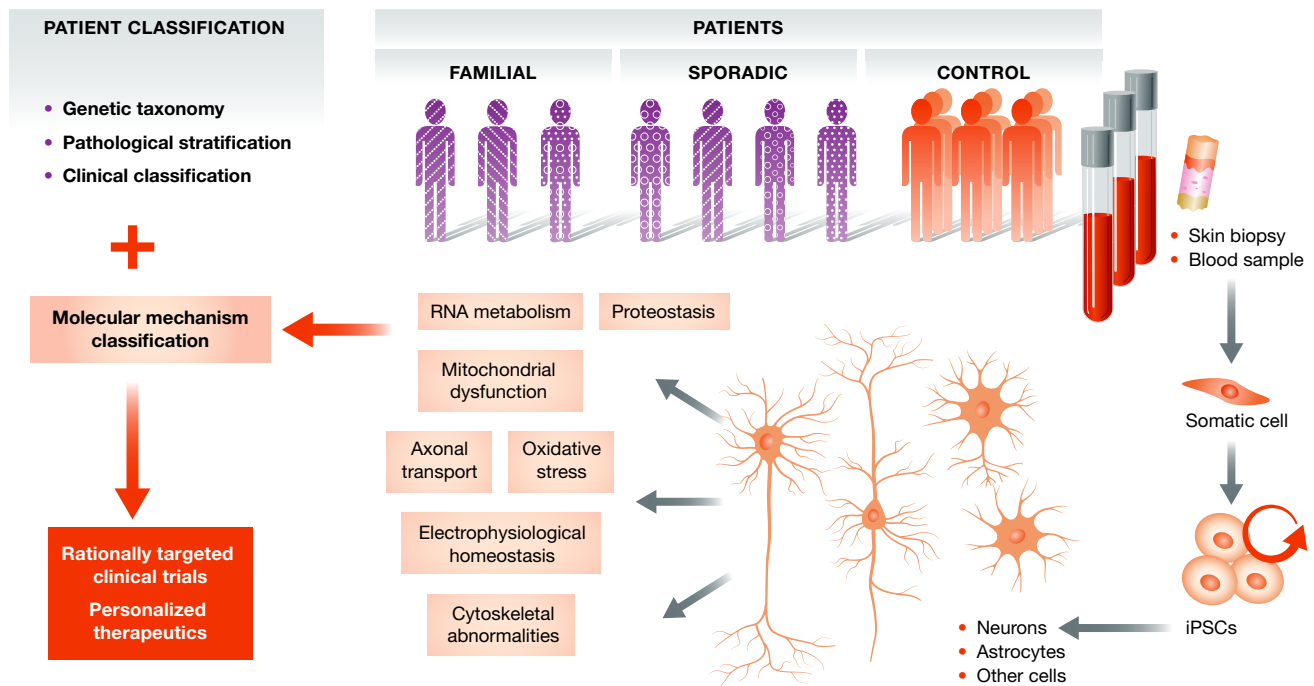 PATIENT CLASSIFICATION
• Genetic taxonomy
• Pathological stratification
• Clinical classification
+
Molecular mechanism
classification
Rationally targeted
clinical trials
Personalized
therapeutics
PATIENTS
FAMILIAL
SPORADIC
CONTROL
• Skin biopsy
• Blood sample
Somatic cell
iPSCs
• Neurons
• Astrocytes
• Other cells
RNA metabolism
Proteostasis
Mitochondrial
dysfunction
Axonal
transport
Oxidative
stress
Electrophysiological
homeostasis
Cytoskeletal
abnormalities